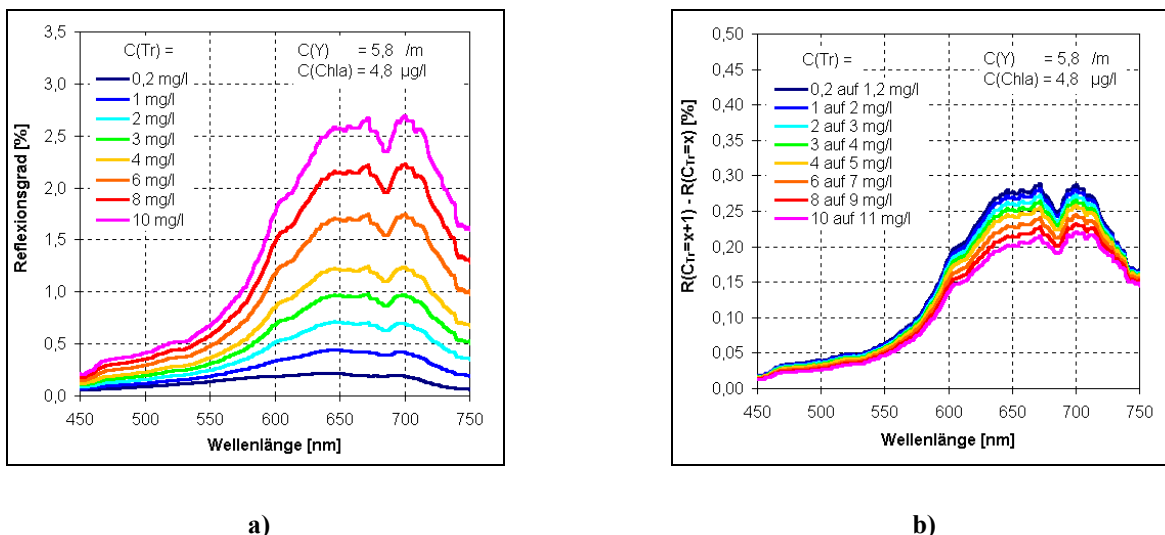 3,5
3,0
2,5
2,0
1,5
1,0
0,5
0,0
Reflexionsgrad [%]
C(Tr) =
C(Y) = 5,8 /m
C(Chla) = 4,8 µg/l
0,2 mg/l
1 mg/l
2 mg/l
3 mg/l
4 mg/l
6 mg/l
8 mg/l
10 mg/l
450 500 550 600 650 700 750
Wellenlänge [nm]
a)
0,50
0,45
0,40
0,35
0,30
0,25
0,20
0,15
0,10
0,05
0,00
R(CTr=x+1) - R(CTr=x) [%]
C(Tr) =
C(Y) = 5,8 /m
C(Chla) = 4,8 µg/l
0,2 auf 1,2 mg/l
1 auf 2 mg/l
2 auf 3 mg/l
3 auf 4 mg/l
4 auf 5 mg/l
6 auf 7 mg/l
8 auf 9 mg/l
10 auf 11 mg/l
450 500 550 600 650 700 750
Wellenlänge [nm]
b)